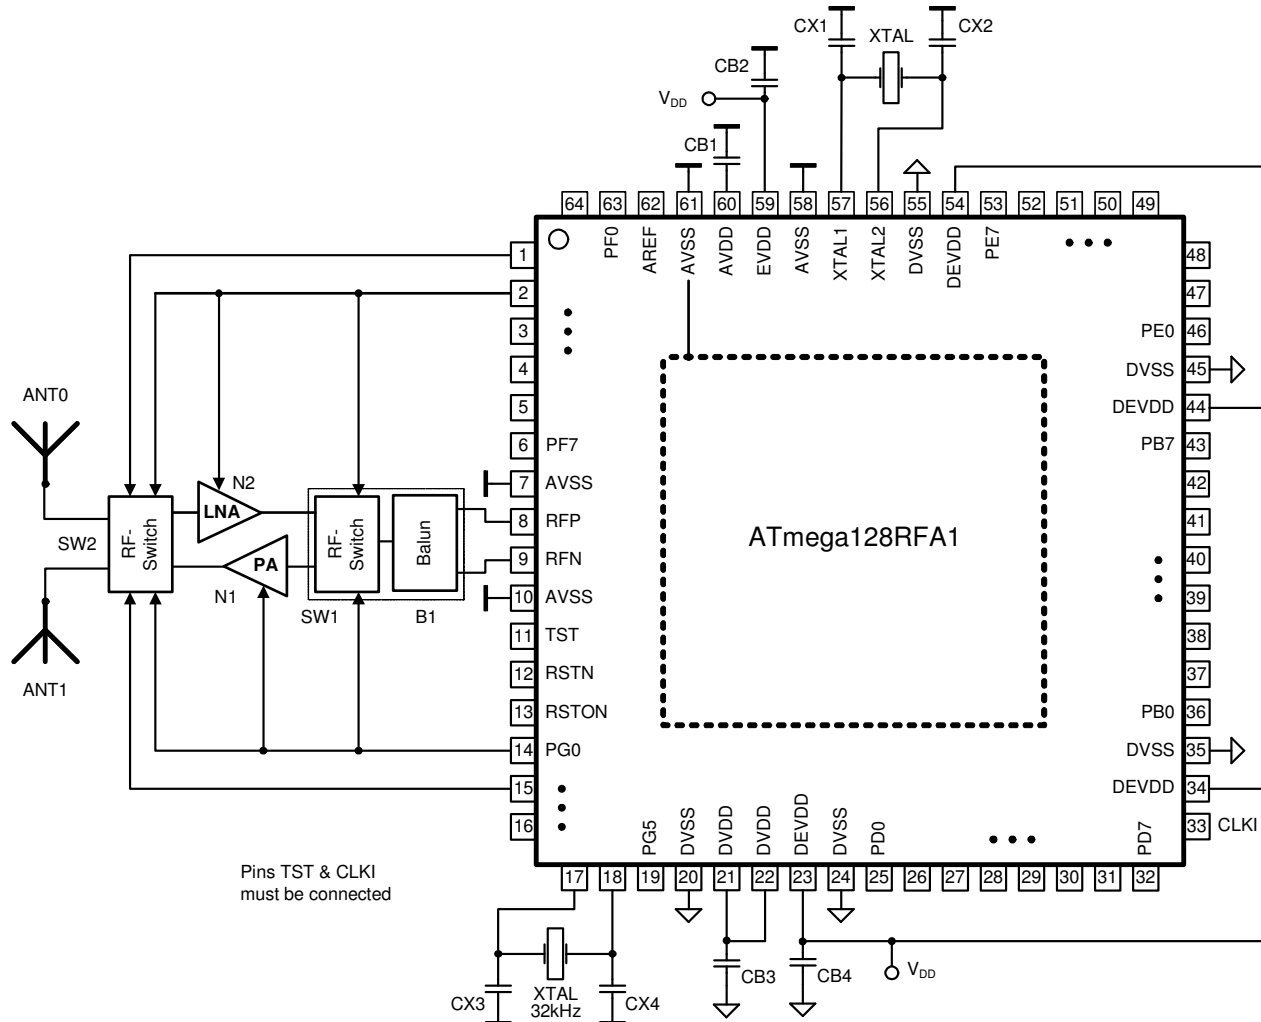 CX1
XTAL
CX2
CB2
VDD
CB1
64 63 62 61 60 59 58 57 56 55 54 53 52 51 50 49
PF0
AREF
AVSS
AVDD
EVDD
AVSS
XTAL1
XTAL2
DVSS
DEVDD
PE7
1
2
3
4
5
6 PF7
7 AVSS
8 RFP
9 RFN
10 AVSS
11 TST
12 RSTN
13 RSTON
14 PG0
15
16
48
47
PE0 46
DVSS 45
DEVDD 44
PB7 43
42
41
40
39
38
37
PB0 36
DVSS 35
DEVDD 34
33 CLKI
ATmega128RFA1
ANT0
SW2
RF-
Switch
N2
LNA
PA
N1
RF-
Switch
SW1
Balun
B1
ANT1
Pins TST & CLKI
must be connected
PG5
DVSS
DVDD
DVDD
DEVDD
DVSS
PD0
PD7
17 18 19 20 21 22 23 24 25 26 27 28 29 30 31 32
CX3
XTAL
32kHz
CX4
CB3
CB4
VDD